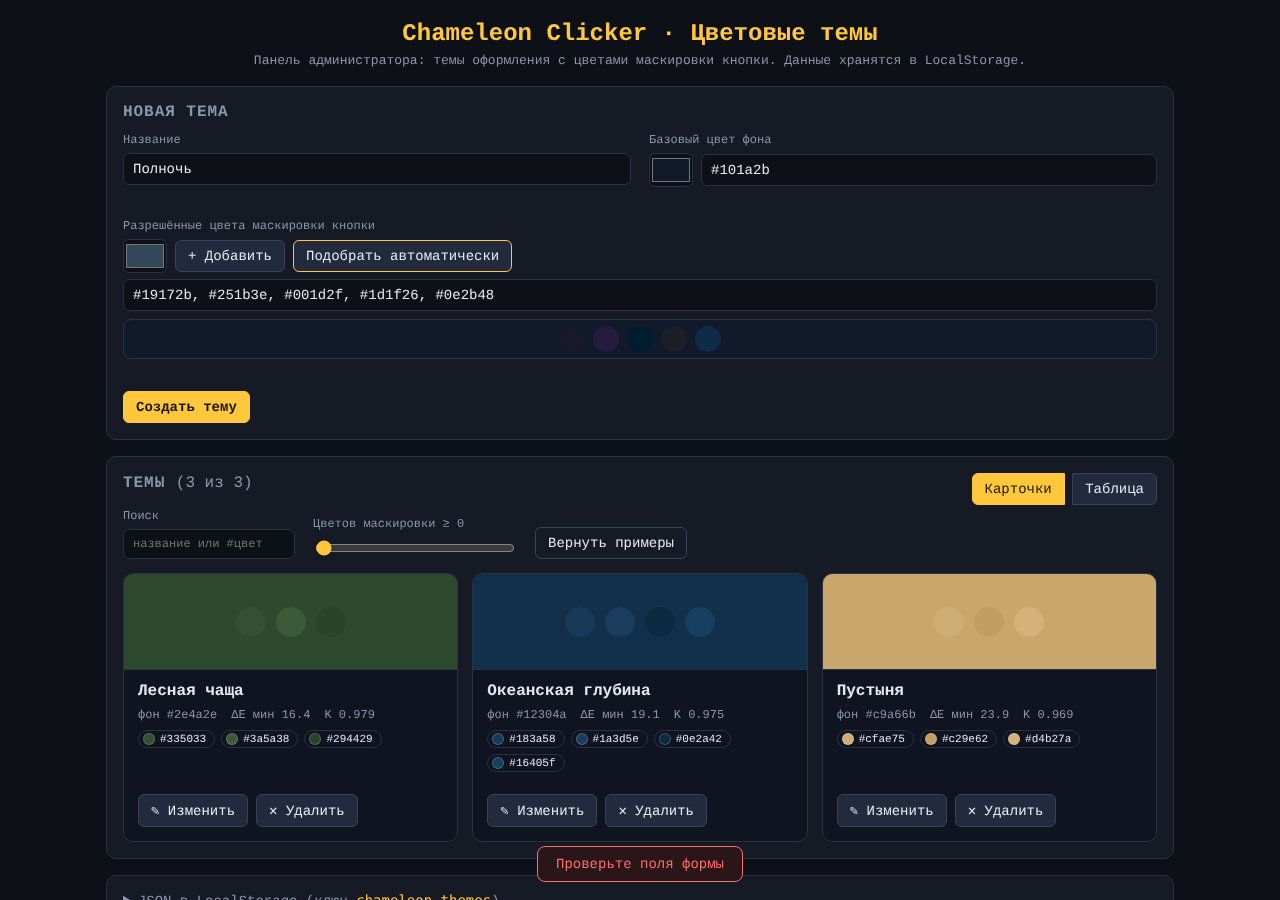 Chameleon Clicker · Цветовые темы
Панель администратора: темы оформления с цветами маскировки кнопки. Данные хранятся в LocalStorage.
НОВАЯ ТЕМА
Название
Базовый цвет фона
Полночь
#101a2b
Разрешённые цвета маскировки кнопки
+ Добавить
Подобрать автоматически
#19172b, #251b3e, #001d2f, #1d1f26, #0e2b48
Создать тему
ТЕМЫ (3 из 3)
Карточки
Таблица
Поиск
Цветов маскировки ≥ 0
название или #цвет
Вернуть примеры
Лесная чаща
фон #2e4a2e ΔE мин 16.4 K 0.979
#335033
#3a5a38
#294429
✎ Изменить
× Удалить
Океанская глубина
фон #12304a ΔE мин 19.1 K 0.975
#183a58
#1a3d5e
#0e2a42
#16405f
✎ Изменить
× Удалить
Пустыня
фон #c9a66b ΔE мин 23.9 K 0.969
#cfae75
#c29e62
#d4b27a
✎ Изменить
× Удалить
Проверьте поля формы
▶ JSON в LocalStorage (ключ chameleon_themes)